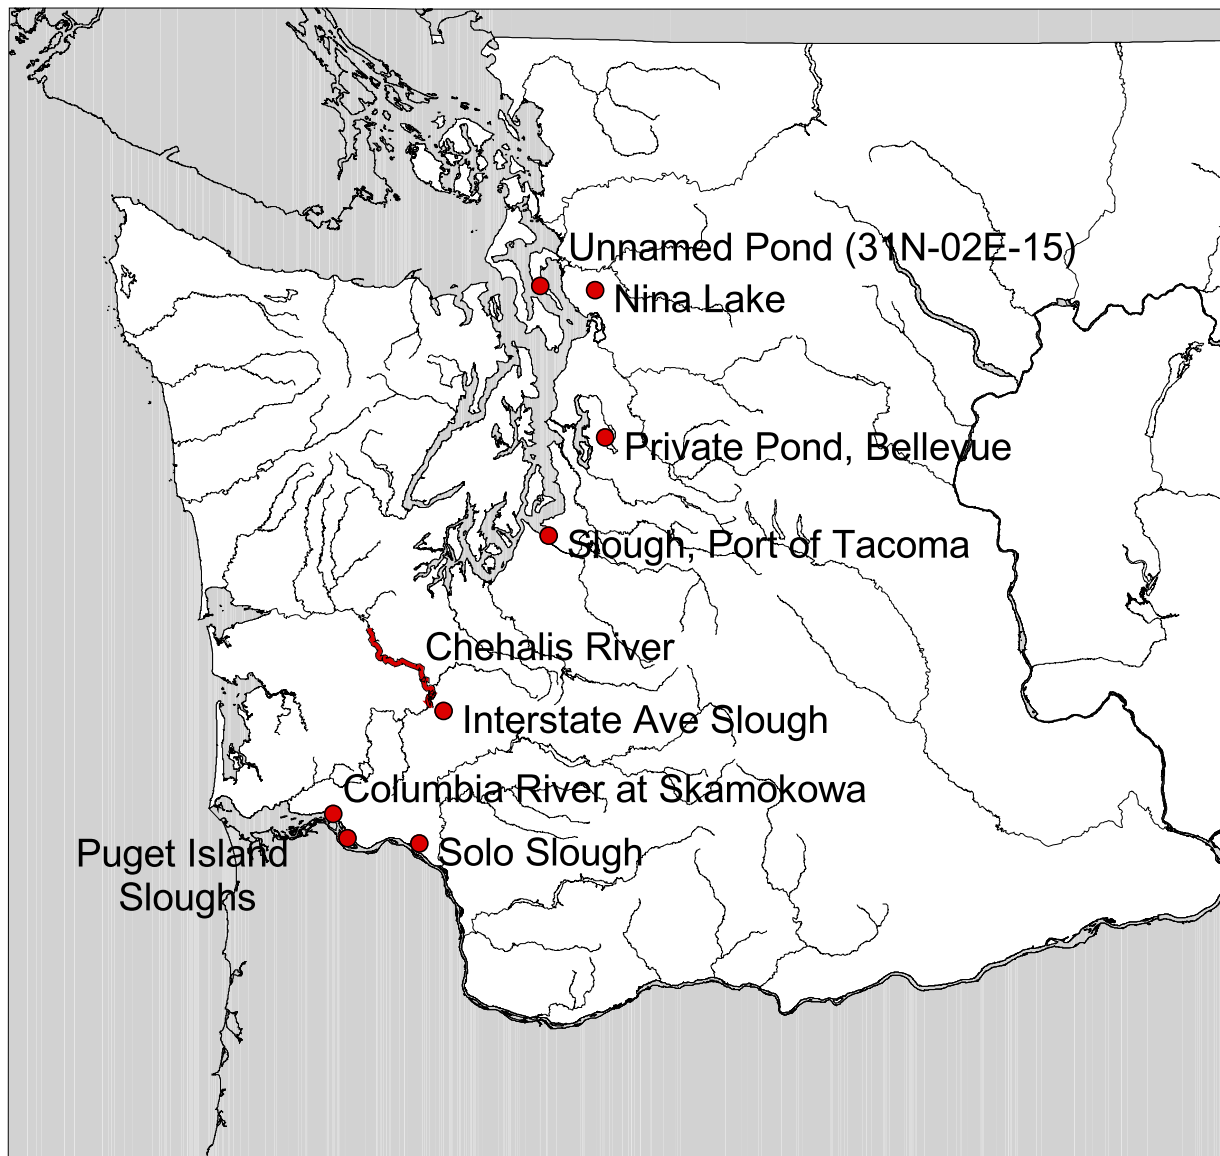 Unnamed Pond (31N-02E-15)
Nina Lake
Private Pond, Bellevue
Slough, Port of Tacoma
Chehalis River
Interstate Ave Slough
Columbia River at Skamokowa
Puget Island
Sloughs
Solo Slough